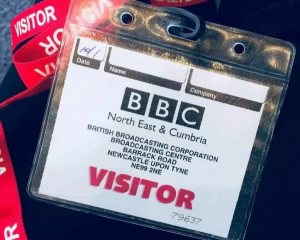 VISITOR
Date
Name
Company
BBC
North East & Cumbria
BRITISH BROADCASTING CORPORATION
BROADCASTING CENTRE
BARRACK ROAD
NEWCASTLE UPON TYNE
NE99 2NE
VISITOR
79637
VISITOR
VISITOR